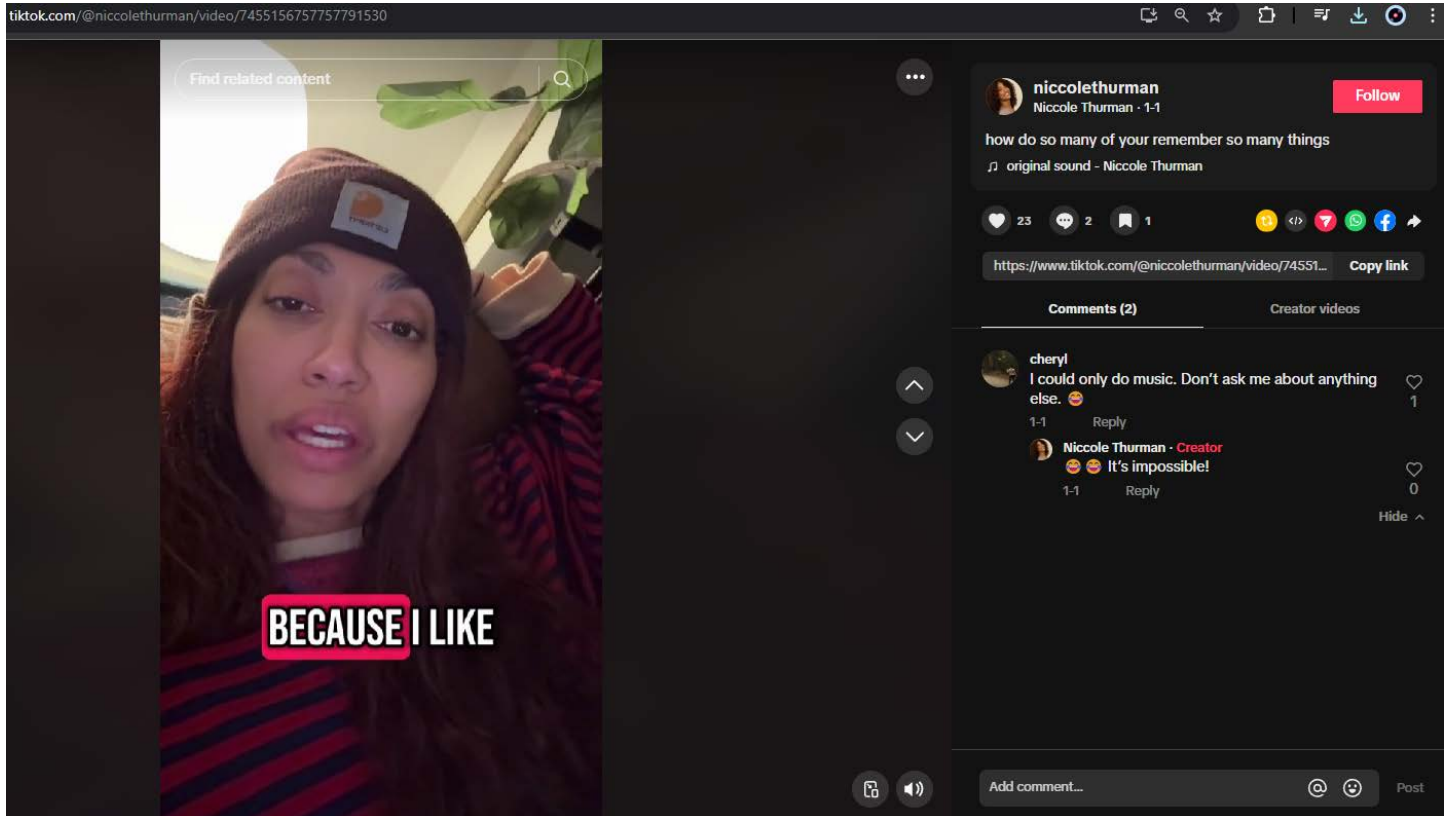 tiktok.com/@niccolethurman/video/7455156757757791530
Find related content
BECAUSE I LIKE
niccolethurman
Niccole Thurman · 1-1
Follow
how do so many of your remember so many things
original sound - Niccole Thurman
23
2
1
https://www.tiktok.com/@niccolethurman/video/74551...
Copy link
Comments (2)
Creator videos
cheryl
I could only do music. Don't ask me about anything
else. 😂
1
1-1 Reply
Niccole Thurman · Creator
😂 😂 It's impossible!
0
1-1 Reply
Hide
Add comment...
Post